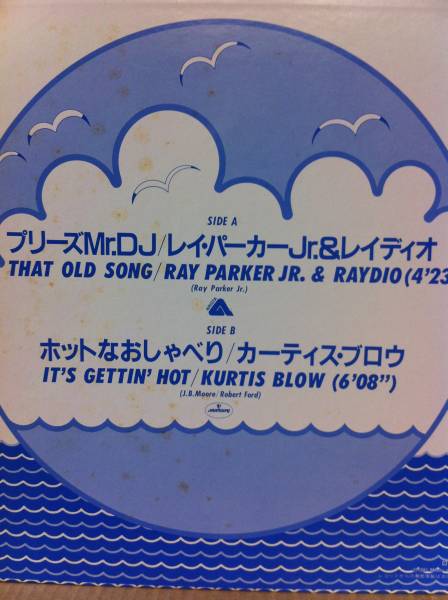 SIDE A
プリーズMr.DJ/レイ・パーカーJr.&レイディオ
THAT OLD SONG/RAY PARKER JR. & RAYDIO (4'23
(Ray Parker Jr.)
SIDE B
ホットなおしゃべり/カーティス・ブロウ
IT'S GETTIN' HOT/KURTIS BLOW (6'08")
(J.B.Moore/Robert Ford)
mercury